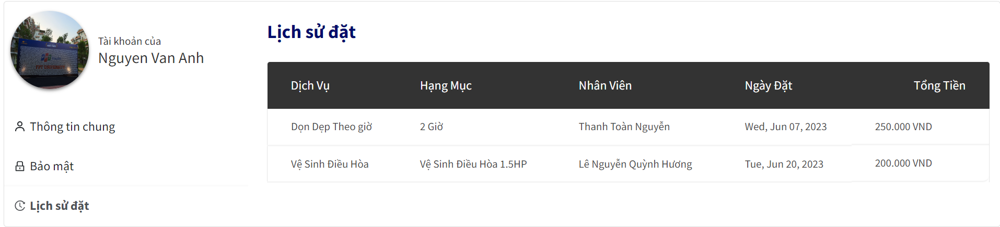 Tài khoản của
Nguyen Van Anh
Thông tin chung
Bảo mật
Lịch sử đặt
Lịch sử đặt
Dịch Vụ Hạng Mục Nhân Viên Ngày Đặt Tổng Tiền
Dọn Dẹp Theo giờ 2 Giờ Thanh Toàn Nguyễn Wed, Jun 07, 2023 250.000 VND
Vệ Sinh Điều Hòa Vệ Sinh Điều Hòa 1.5HP Lê Nguyễn Quỳnh Hương Tue, Jun 20, 2023 200.000 VND